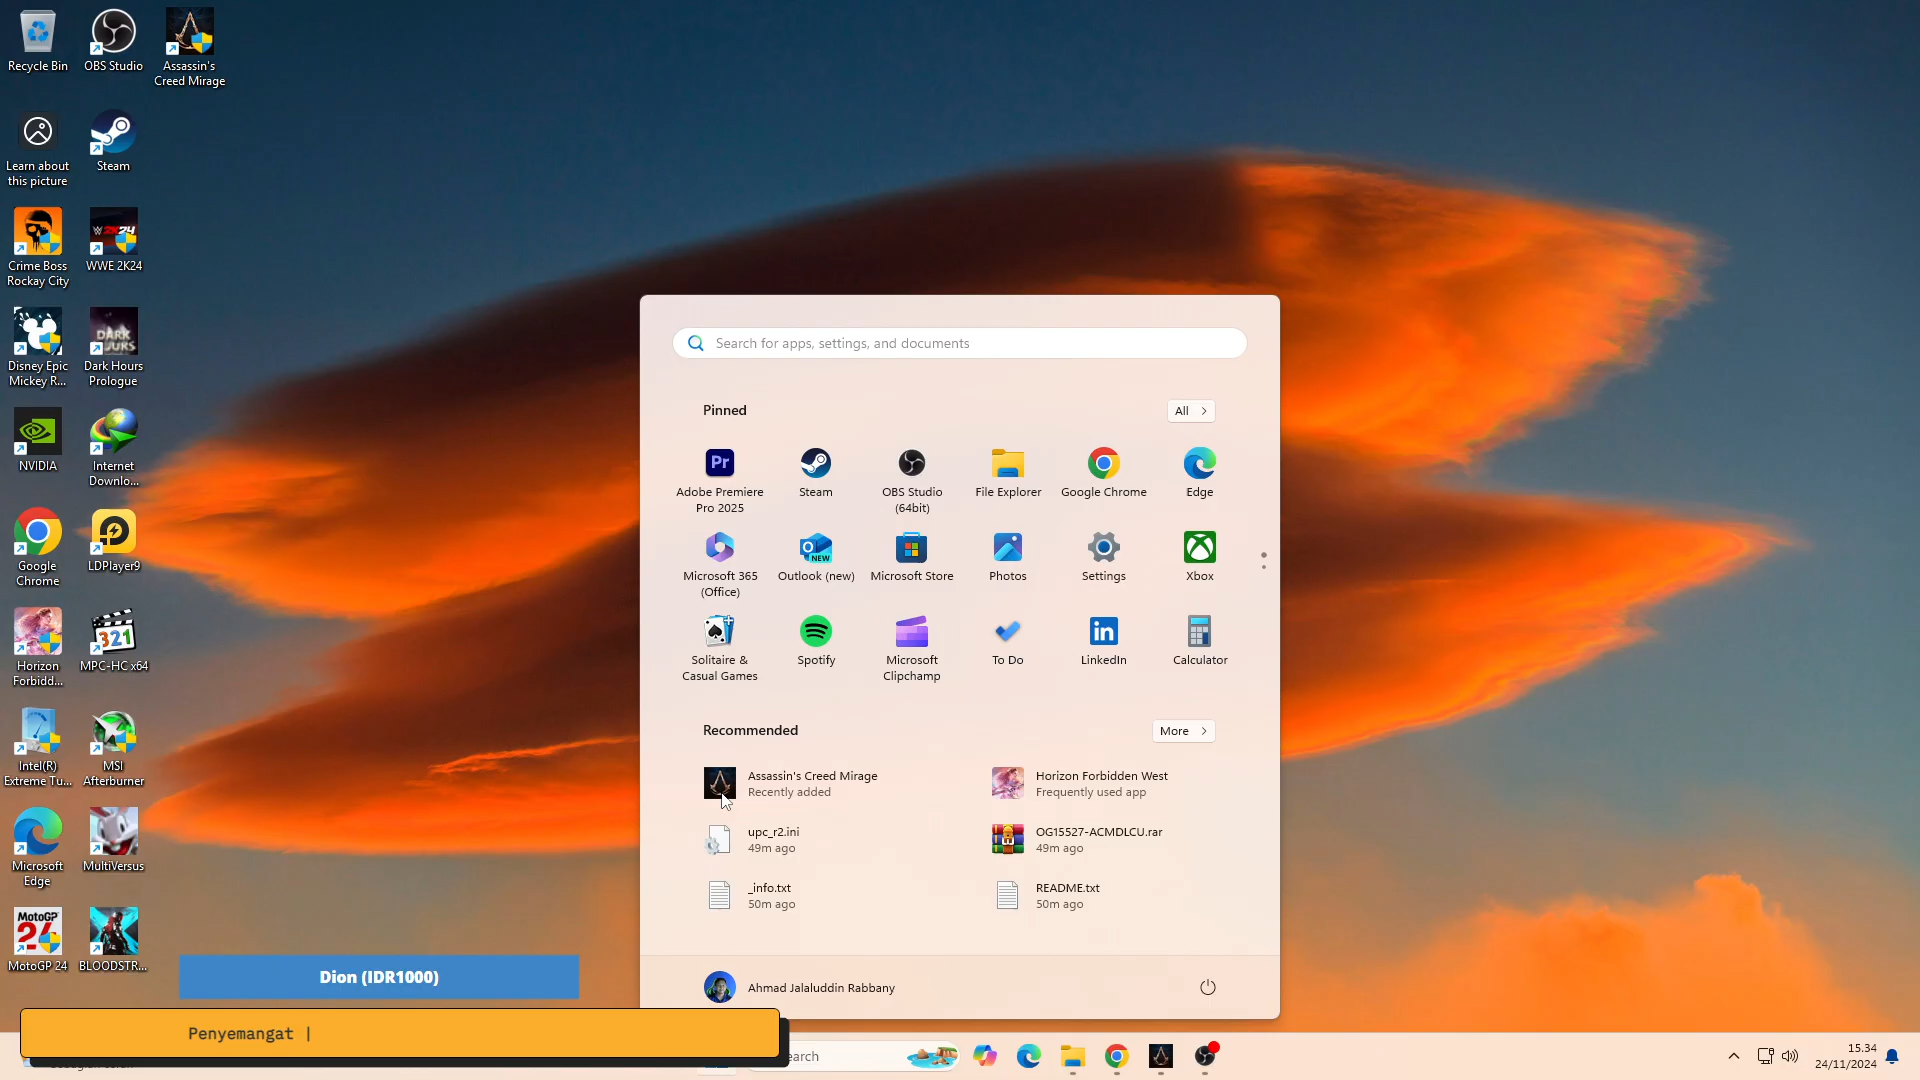 Recycle Bin
OBS Studio
Assassin's
Creed Mirage
Learn about
this picture
Steam
Crime Boss
Rockay City
WWE 2K24
Disney Epic
Mickey R...
Dark Hours
Prologue
NVIDIA
Internet
Downlo...
Google
Chrome
LDPlayer9
Horizon
Forbidd...
MPC-HC x64
Intel(R)
Extreme Tu...
MSI
Afterburner
Microsoft
Edge
MultiVersus
MotoGP 24
BLOODSTR...
Search for apps, settings, and documents
Pinned
All
Adobe Premiere
Pro 2025
Steam
OBS Studio
(64bit)
File Explorer
Google Chrome
Edge
Microsoft 365
(Office)
Outlook (new)
Microsoft Store
Photos
Settings
Xbox
Solitaire &
Casual Games
Spotify
Microsoft
Clipchamp
To Do
LinkedIn
Calculator
Recommended
More
Assassin's Creed Mirage
Recently added
Horizon Forbidden West
Frequently used app
upc_r2.ini
49m ago
OG15527-ACMDLCU.rar
49m ago
_info.txt
50m ago
README.txt
50m ago
Ahmad Jalaluddin Rabbany
Dion (IDR1000)
Penyemangat |
earch
15.34
24/11/2024